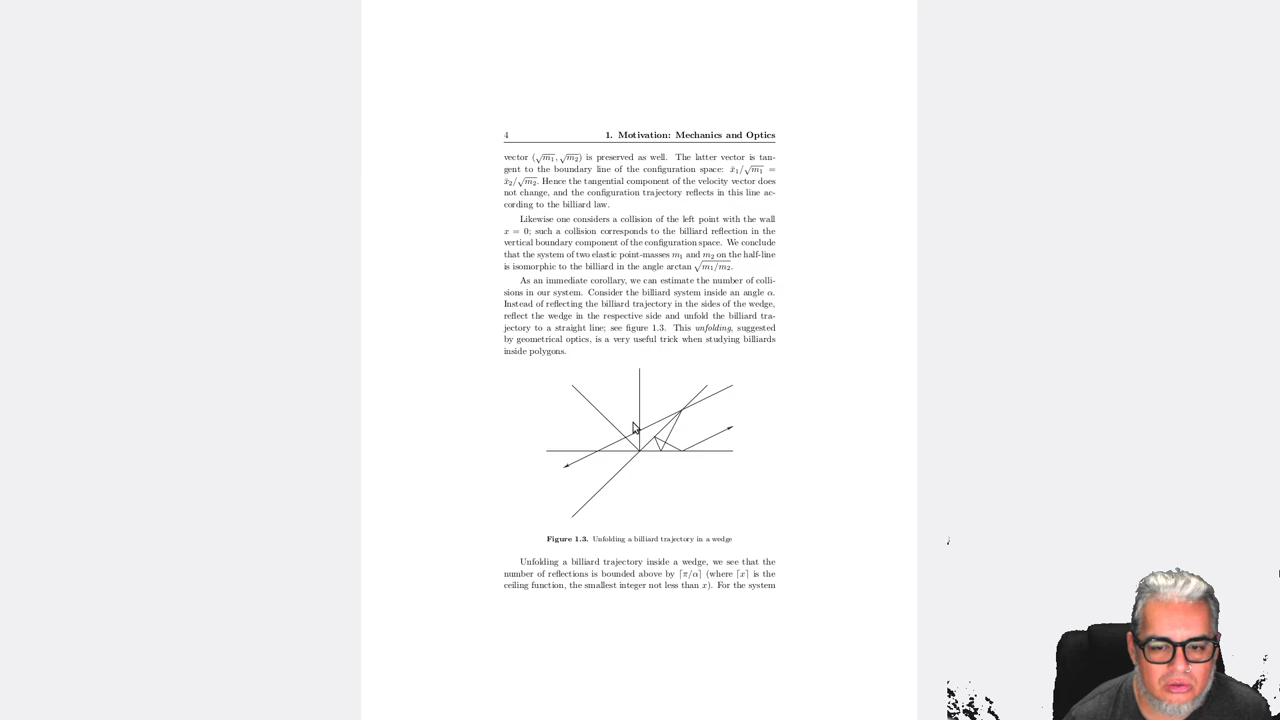 4 1. Motivation: Mechanics and Optics
vector (√m₁, √m₂) is preserved as well. The latter vector is tan-
gent to the boundary line of the configuration space: x̄₁/√m₁ =
x̄₂/√m₂. Hence the tangential component of the velocity vector does
not change, and the configuration trajectory reflects in this line ac-
cording to the billiard law.
Likewise one considers a collision of the left point with the wall
x = 0; such a collision corresponds to the billiard reflection in the
vertical boundary component of the configuration space. We conclude
that the system of two elastic point-masses m₁ and m₂ on the half-line
is isomorphic to the billiard in the angle arctan √m₁/m₂.
As an immediate corollary, we can estimate the number of colli-
sions in our system. Consider the billiard system inside an angle α.
Instead of reflecting the billiard trajectory in the sides of the wedge,
reflect the wedge in the respective side and unfold the billiard tra-
jectory to a straight line; see figure 1.3. This unfolding, suggested
by geometrical optics, is a very useful trick when studying billiards
inside polygons.
Figure 1.3. Unfolding a billiard trajectory in a wedge
Unfolding a billiard trajectory inside a wedge, we see that the
number of reflections is bounded above by ⌈π/α⌉ (where ⌈x⌉ is the
ceiling function, the smallest integer not less than x). For the system